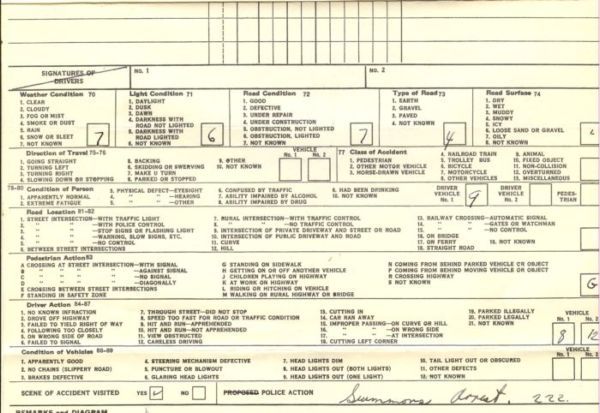 SIGNATURES OF DRIVERS NO. 1 NO. 2
Weather Condition 70
1. CLEAR
2. CLOUDY
3. FOG OR MIST
4. SMOKE OR DUST
5. RAIN
6. SNOW OR SLEET
7. NOT KNOWN
7
Light Condition 71
1. DAYLIGHT
2. DUSK
3. DAWN
4. DARKNESS WITH ROAD LIGHTED
5. DARKNESS WITH ROAD UNLIGHTED
6. NOT KNOWN
6
Road Condition 72
1. GOOD
2. DEFECTIVE
3. UNDER REPAIR
4. UNDER CONSTRUCTION
5. OBSTRUCTION, NOT LIGHTED
6. OBSTRUCTION, LIGHTED
7. NOT KNOWN
7
Type of Road 73
1. EARTH
2. GRAVEL
3. PAVED
4. NOT KNOWN
4
Road Surface 74
1. DRY
2. WET
3. MUDDY
4. SNOWY
5. ICY
6. LOOSE SAND OR GRAVEL
7. OILY
8. NOT KNOWN
Direction of Travel 75-76
1. GOING STRAIGHT
2. TURNING LEFT
3. TURNING RIGHT
4. SLOWING DOWN OR STOPPING
5. BACKING
6. SKIDDING OR SWERVING
7. MAKE U TURN
8. PARKED OR STOPPED
9. OTHER
10. NOT KNOWN
VEHICLE
No. 1 No. 2
77 Class of Accident
1. PEDESTRIAN
2. OTHER MOTOR VEHICLE
3. HORSE-DRAWN VEHICLE
4. RAILROAD TRAIN
5. TROLLEY BUS
6. BICYCLE
7. MOTORCYCLE
8. OTHER VEHICLES
9. ANIMAL
10. FIXED OBJECT
11. NON-COLLISION
12. OVERTURNED
13. MISCELLANEOUS
78-80 Condition of Person
1. APPARENTLY NORMAL
2. EXTREME FATIGUE
3. PHYSICAL DEFECT—EYESIGHT
4. " " —HEARING
5. " " —OTHER
6. CONFUSED BY TRAFFIC
7. ABILITY IMPAIRED BY ALCOHOL
8. ABILITY IMPAIRED BY DRUG
9. HAD BEEN DRINKING
10. NOT KNOWN
DRIVER VEHICLE No. 1 9
DRIVER VEHICLE No. 2
PEDESTRIAN
Road Location 81-82
1. STREET INTERSECTION—WITH TRAFFIC LIGHT
2. " " —WITH POLICE CONTROL
3. " " —STOP SIGNS OR FLASHING LIGHT
4. " " —WARNING, SLOW SIGNS, ETC.
5. " " —NO CONTROL
6. BETWEEN STREET INTERSECTIONS
7. RURAL INTERSECTION—WITH TRAFFIC CONTROL
8. " " —NO TRAFFIC CONTROL
9. INTERSECTION OF PRIVATE DRIVEWAY AND STREET OR ROAD
10. INTERSECTION OF PUBLIC DRIVEWAY AND ROAD
11. CURVE
12. HILL
13. RAILWAY CROSSING—AUTOMATIC SIGNAL
14. " " —GATES OR WATCHMAN
15. " " —NO CONTROL
16. ON BRIDGE
17. ON FERRY
18. STRAIGHT ROAD
18. NOT KNOWN
Pedestrian Action 83
A CROSSING AT STREET INTERSECTION—WITH SIGNAL
B " " " " —AGAINST SIGNAL
C " " " " —NO SIGNAL
D " " " " —DIAGONALLY
E CROSSING BETWEEN STREET INTERSECTIONS
F STANDING IN SAFETY ZONE
G STANDING ON SIDEWALK
H GETTING ON OR OFF ANOTHER VEHICLE
J CHILDREN PLAYING ON HIGHWAY
K AT WORK ON HIGHWAY
L RIDING OR HITCHING ON VEHICLE
M WALKING ON RURAL HIGHWAY OR BRIDGE
N COMING FROM BEHIND PARKED VEHICLE OR OBJECT
P COMING FROM BEHIND MOVING VEHICLE OR OBJECT
R CROSSING HIGHWAY
S NOT KNOWN
G
Driver Action 84-87
1. NO KNOWN INFRACTION
2. DROVE OFF HIGHWAY
3. FAILED TO YIELD RIGHT OF WAY
4. FOLLOWING TOO CLOSELY
5. ON WRONG SIDE OF ROAD
6. FAILED TO SIGNAL
7. THROUGH STREET—DID NOT STOP
8. SPEED TOO FAST FOR ROAD OR TRAFFIC CONDITION
9. HIT AND RUN—APPREHENDED
10. HIT AND RUN—NOT APPREHENDED
11. VIEW OBSTRUCTED
12. CARELESS DRIVING
13. CUTTING IN
14. CAR RAN AWAY
15. IMPROPER PASSING—ON CURVE OR HILL
16. " " —ON WRONG SIDE
17. " " —AT INTERSECTION
18. CUTTING LEFT CORNER
19. PARKED LEGALLY
20. PARKED ILLEGALLY
21. NOT KNOWN
VEHICLE
No. 1 No. 2
8 12
Condition of Vehicles 88-89
1. APPARENTLY GOOD
2. NO CHAINS (SLIPPERY ROAD)
3. BRAKES DEFECTIVE
4. STEERING MECHANISM DEFECTIVE
5. PUNCTURE OR BLOWOUT
6. GLARING HEAD LIGHTS
7. HEAD LIGHTS DIM
8. HEAD LIGHTS OUT (BOTH LIGHTS)
9. HEAD LIGHTS OUT (ONE LIGHT)
10. TAIL LIGHT OUT OR OBSCURED
11. OTHER DEFECTS
12. NOT KNOWN
VEHICLE
No. 1 No. 2
SCENE OF ACCIDENT VISITED YES NO PROPOSED POLICE ACTION Summons Arrest. 222.
REMARKS and DIAGRAM